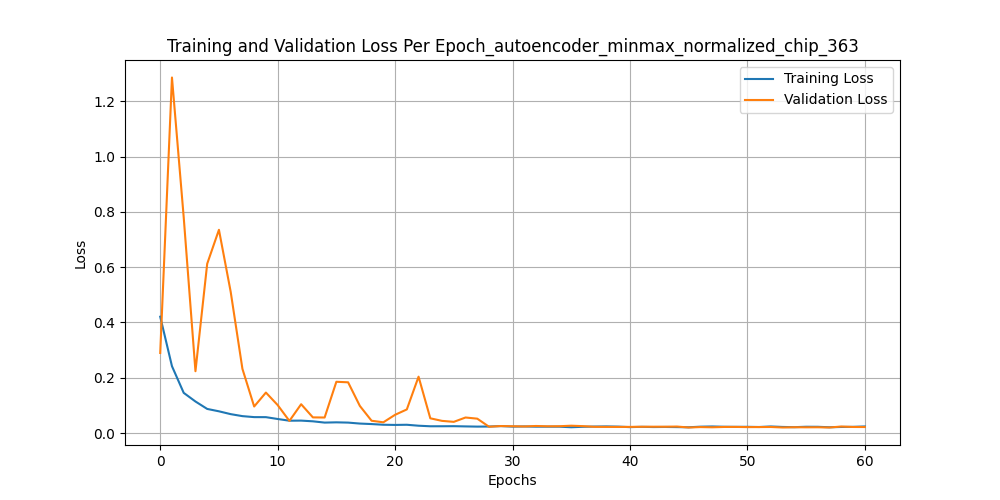 Training and Validation Loss Per Epoch_autoencoder_minmax_normalized_chip_363
Training Loss
Validation Loss
1.2
1.0
0.8
0.6
0.4
0.2
0.0
Loss
0 10 20 30 40 50 60
Epochs